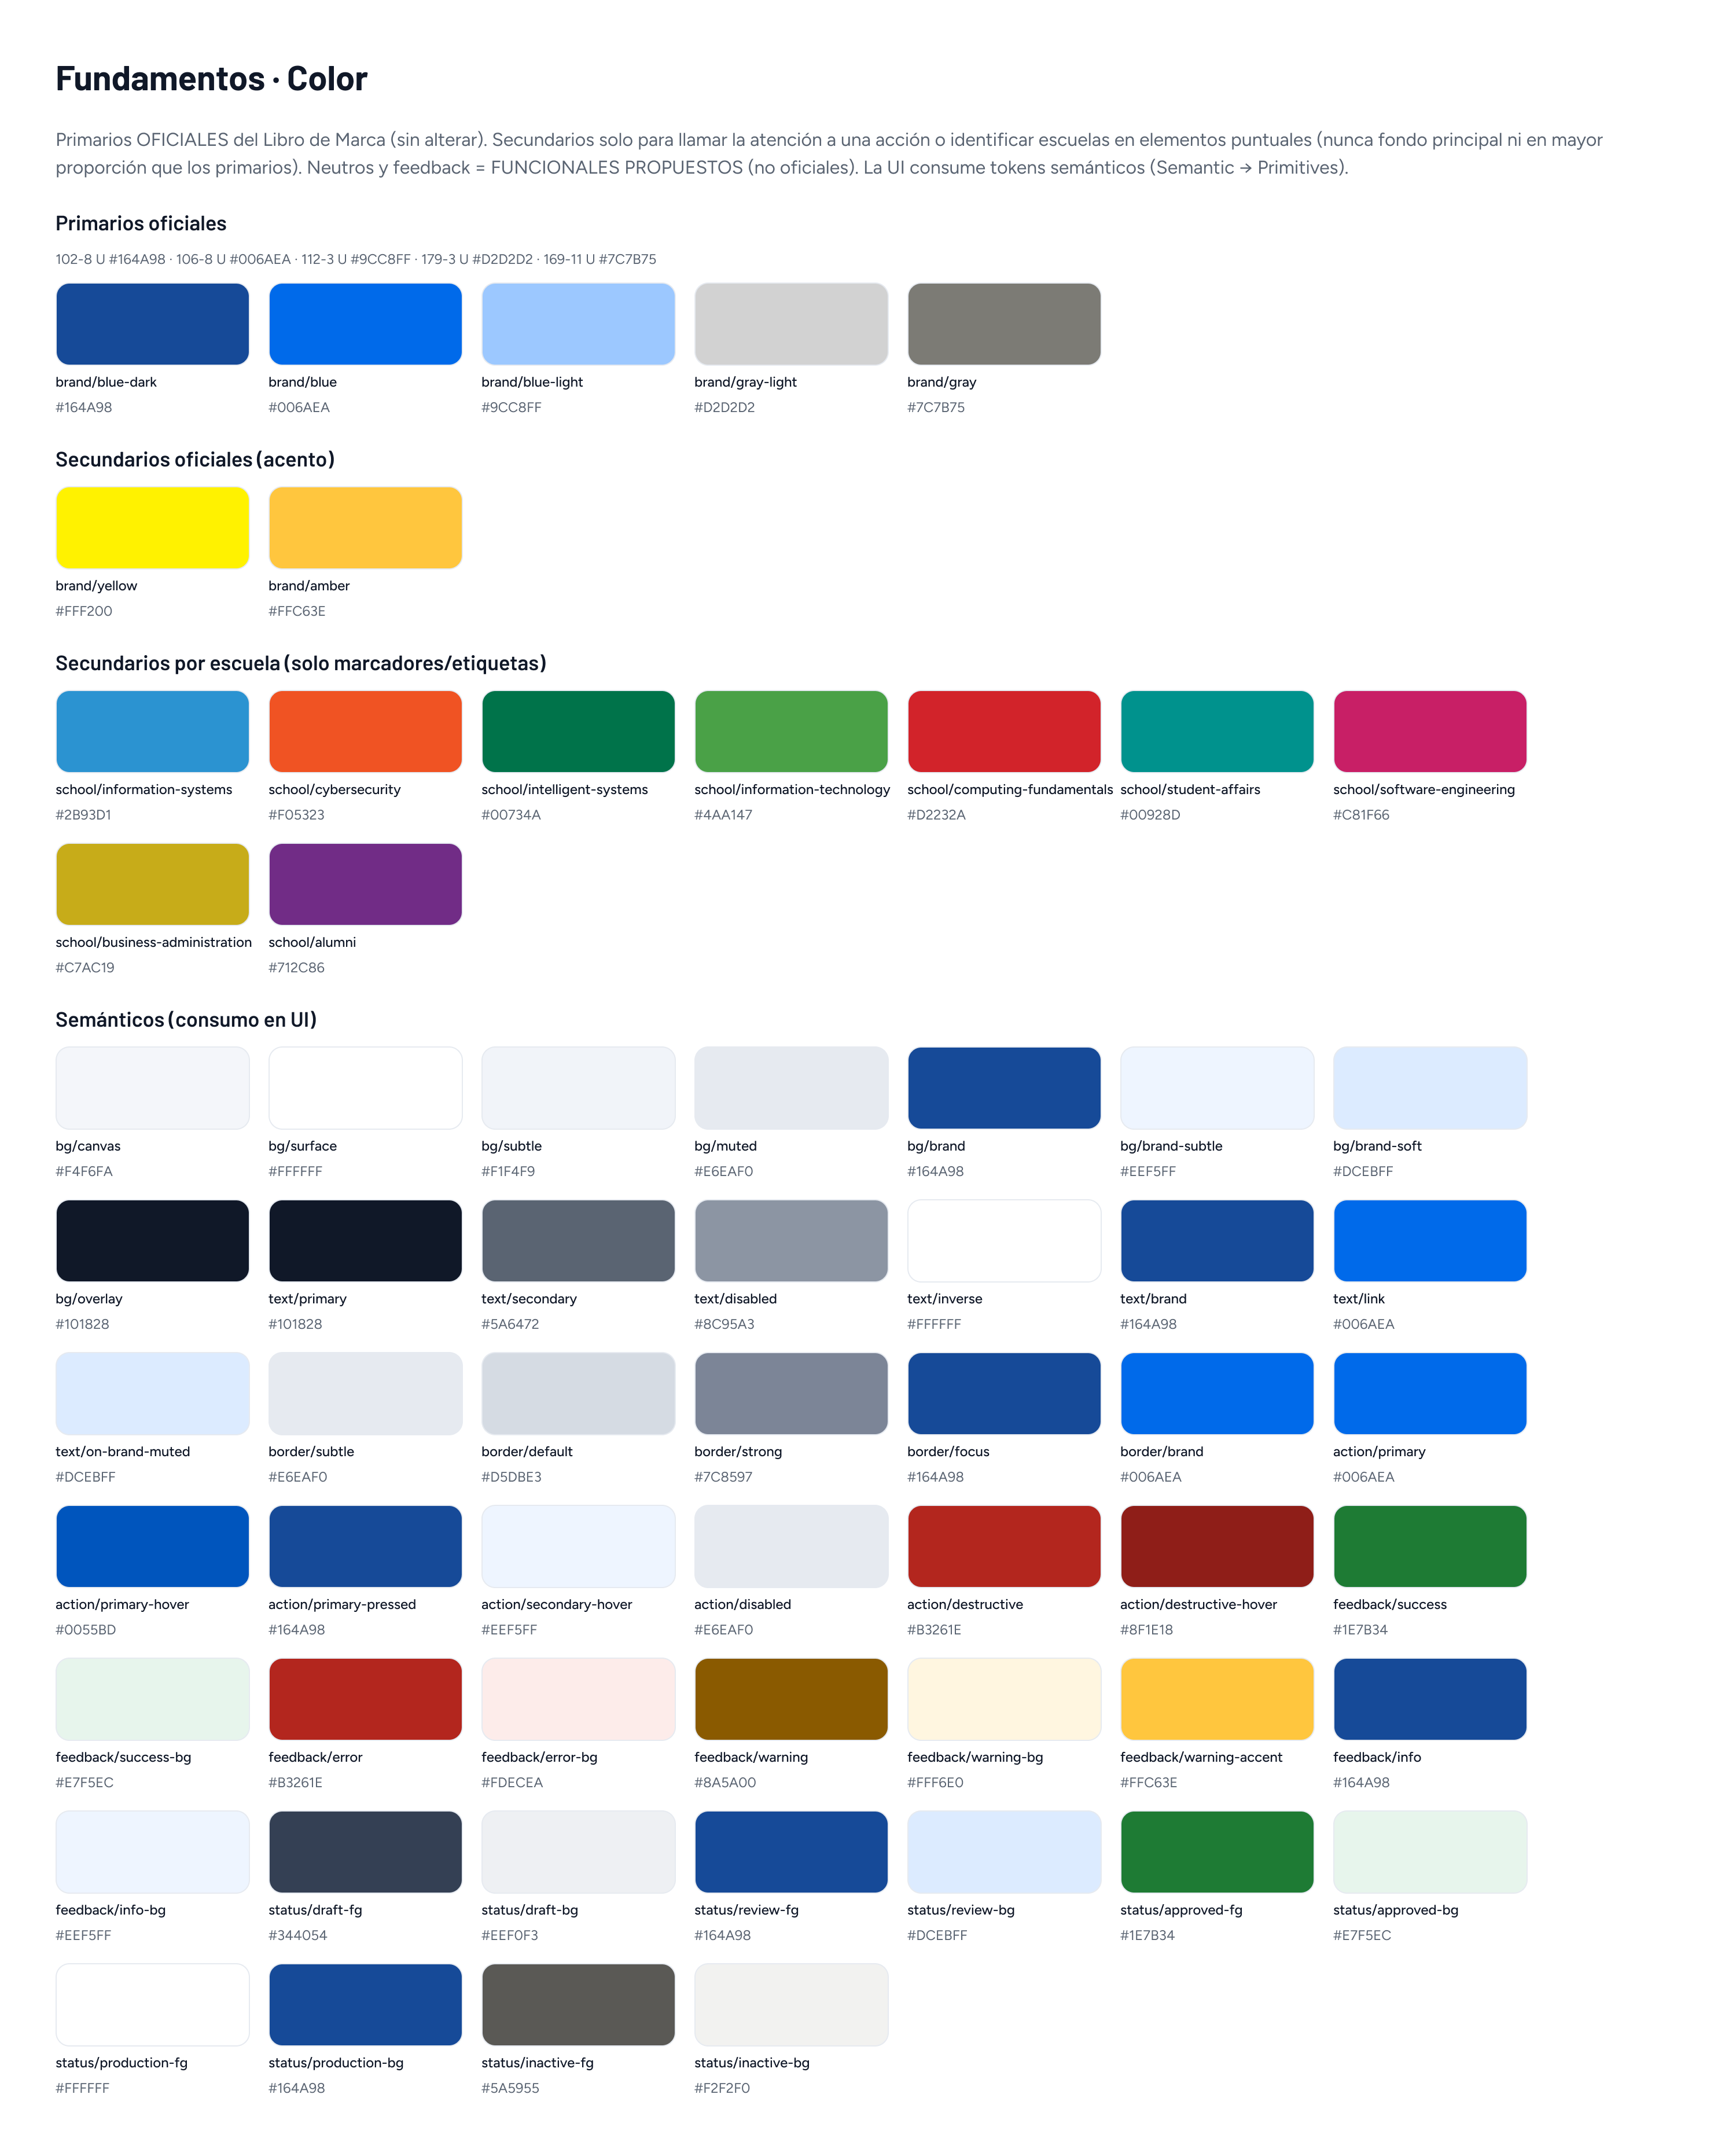 Fundamentos · Color
Primarios OFICIALES del Libro de Marca (sin alterar). Secundarios solo para llamar la atención a una acción o identificar escuelas en elementos puntuales (nunca fondo principal ni en mayor
proporción que los primarios). Neutros y feedback = FUNCIONALES PROPUESTOS (no oficiales). La UI consume tokens semánticos (Semantic → Primitives).
Primarios oficiales
102-8 U #164A98 · 106-8 U #006AEA · 112-3 U #9CC8FF · 179-3 U #D2D2D2 · 169-11 U #7C7B75
brand/blue-dark brand/blue brand/blue-light brand/gray-light brand/gray
#164A98 #006AEA #9CC8FF #D2D2D2 #7C7B75
Secundarios oficiales (acento)
brand/yellow brand/amber
#FFF200 #FFC63E
Secundarios por escuela (solo marcadores/etiquetas)
school/information-systems school/cybersecurity school/intelligent-systems school/information-technology school/computing-fundamentals school/student-affairs school/software-engineering
#2B93D1 #F05323 #00734A #4AA147 #D2232A #00928D #C81F66
school/business-administration school/alumni
#C7AC19 #712C86
Semánticos (consumo en UI)
bg/canvas bg/surface bg/subtle bg/muted bg/brand bg/brand-subtle bg/brand-soft
#F4F6FA #FFFFFF #F1F4F9 #E6EAF0 #164A98 #EEF5FF #DCEBFF
bg/overlay text/primary text/secondary text/disabled text/inverse text/brand text/link
#101828 #101828 #5A6472 #8C95A3 #FFFFFF #164A98 #006AEA
text/on-brand-muted border/subtle border/default border/strong border/focus border/brand action/primary
#DCEBFF #E6EAF0 #D5DBE3 #7C8597 #164A98 #006AEA #006AEA
action/primary-hover action/primary-pressed action/secondary-hover action/disabled action/destructive action/destructive-hover feedback/success
#0055BD #164A98 #EEF5FF #E6EAF0 #B3261E #8F1E18 #1E7B34
feedback/success-bg feedback/error feedback/error-bg feedback/warning feedback/warning-bg feedback/warning-accent feedback/info
#E7F5EC #B3261E #FDECEA #8A5A00 #FFF6E0 #FFC63E #164A98
feedback/info-bg status/draft-fg status/draft-bg status/review-fg status/review-bg status/approved-fg status/approved-bg
#EEF5FF #344054 #EEF0F3 #164A98 #DCEBFF #1E7B34 #E7F5EC
status/production-fg status/production-bg status/inactive-fg status/inactive-bg
#FFFFFF #164A98 #5A5955 #F2F2F0